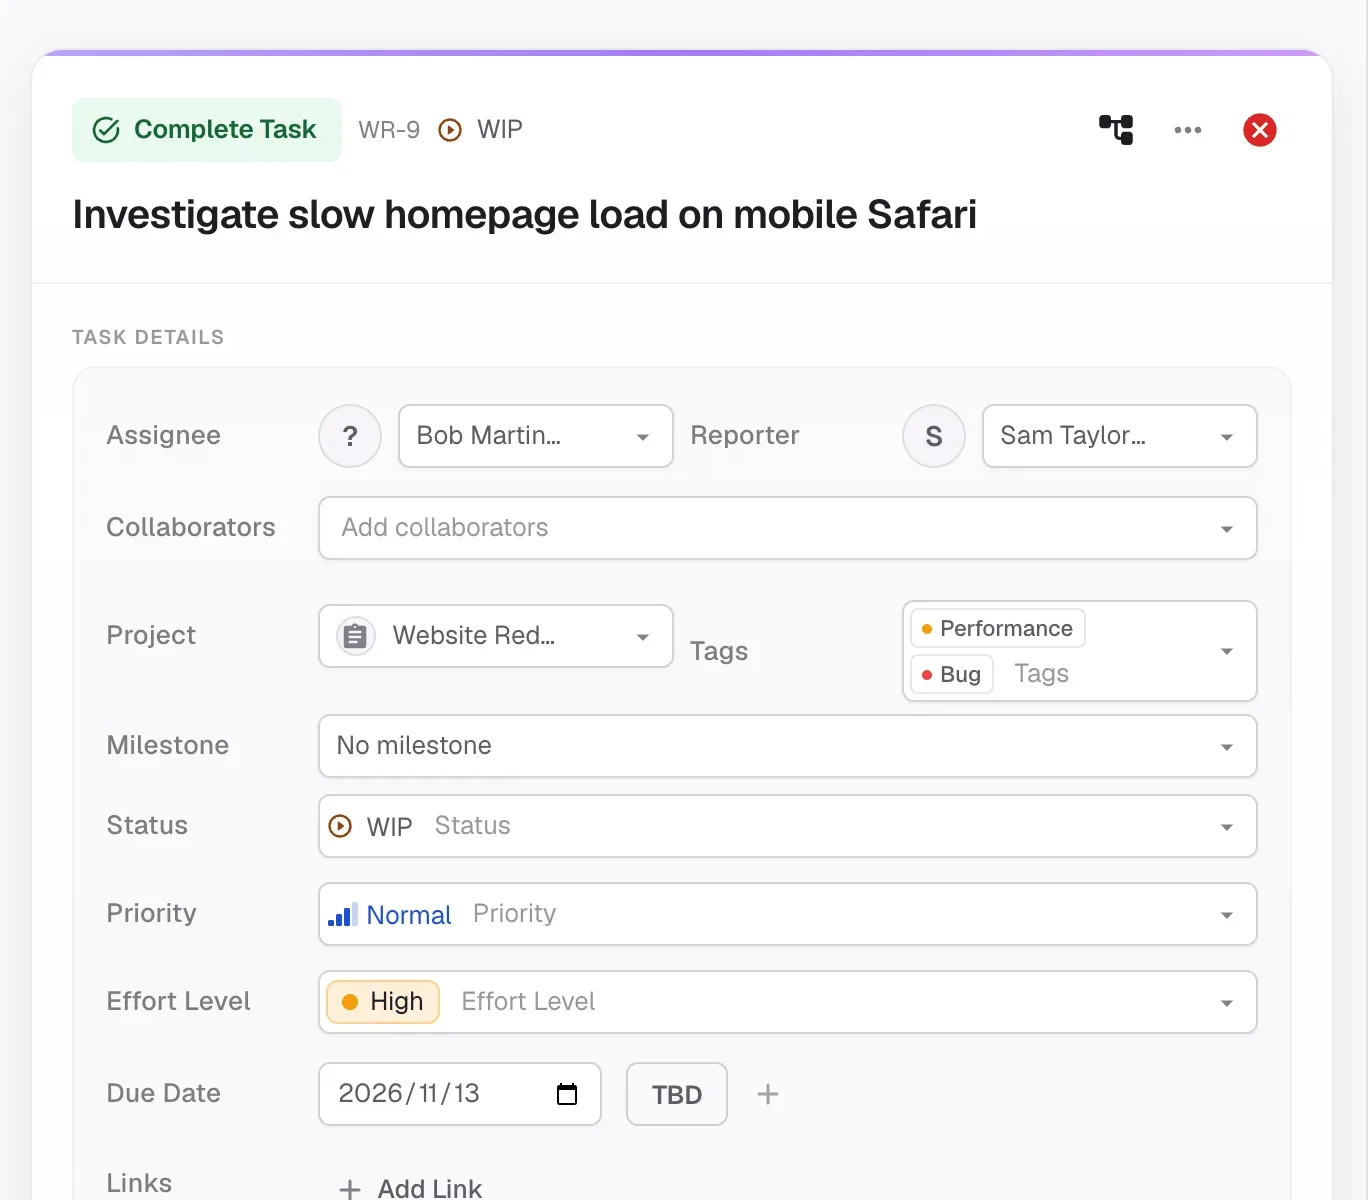 Complete Task WR-9 WIP
Investigate slow homepage load on mobile Safari
TASK DETAILS
Assignee ? Bob Martin... Reporter S Sam Taylor...
Collaborators Add collaborators
Project Website Red... Tags Performance
Bug Tags
Milestone No milestone
Status WIP Status
Priority Normal Priority
Effort Level High Effort Level
Due Date 2026/11/13 TBD
Links Add Link